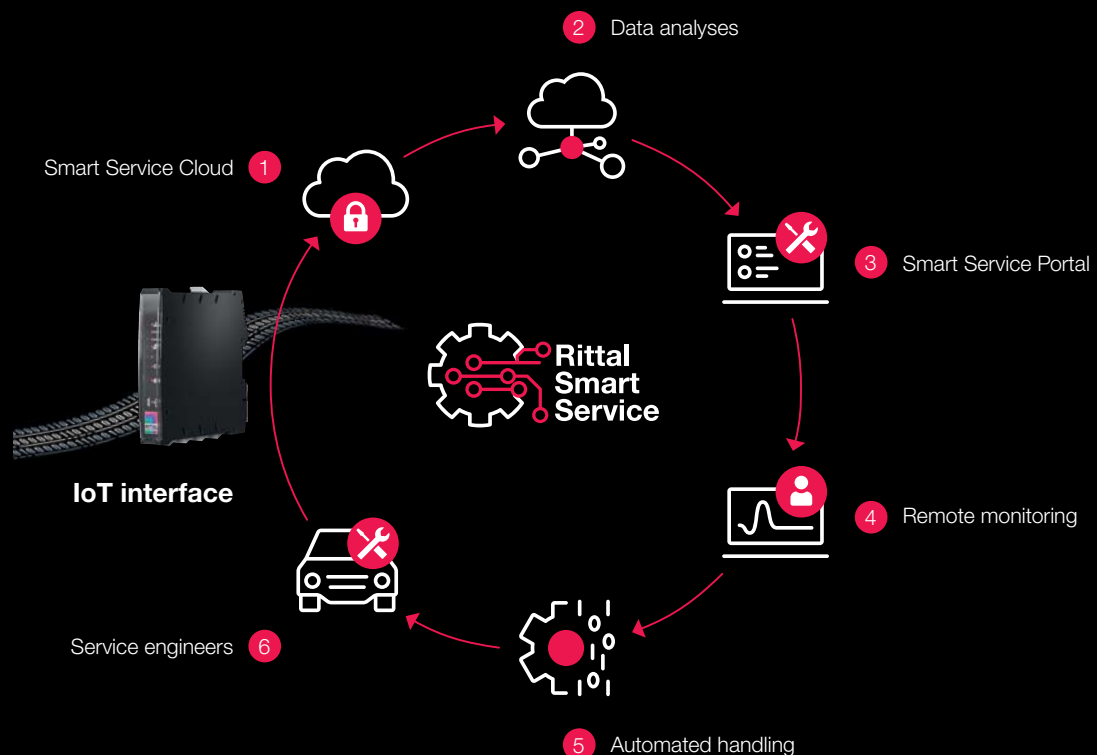 2 Data analyses
Smart Service Cloud 1
3 Smart Service Portal
Rittal
Smart
Service
IoT interface
4 Remote monitoring
Service engineers 6
5 Automated handling